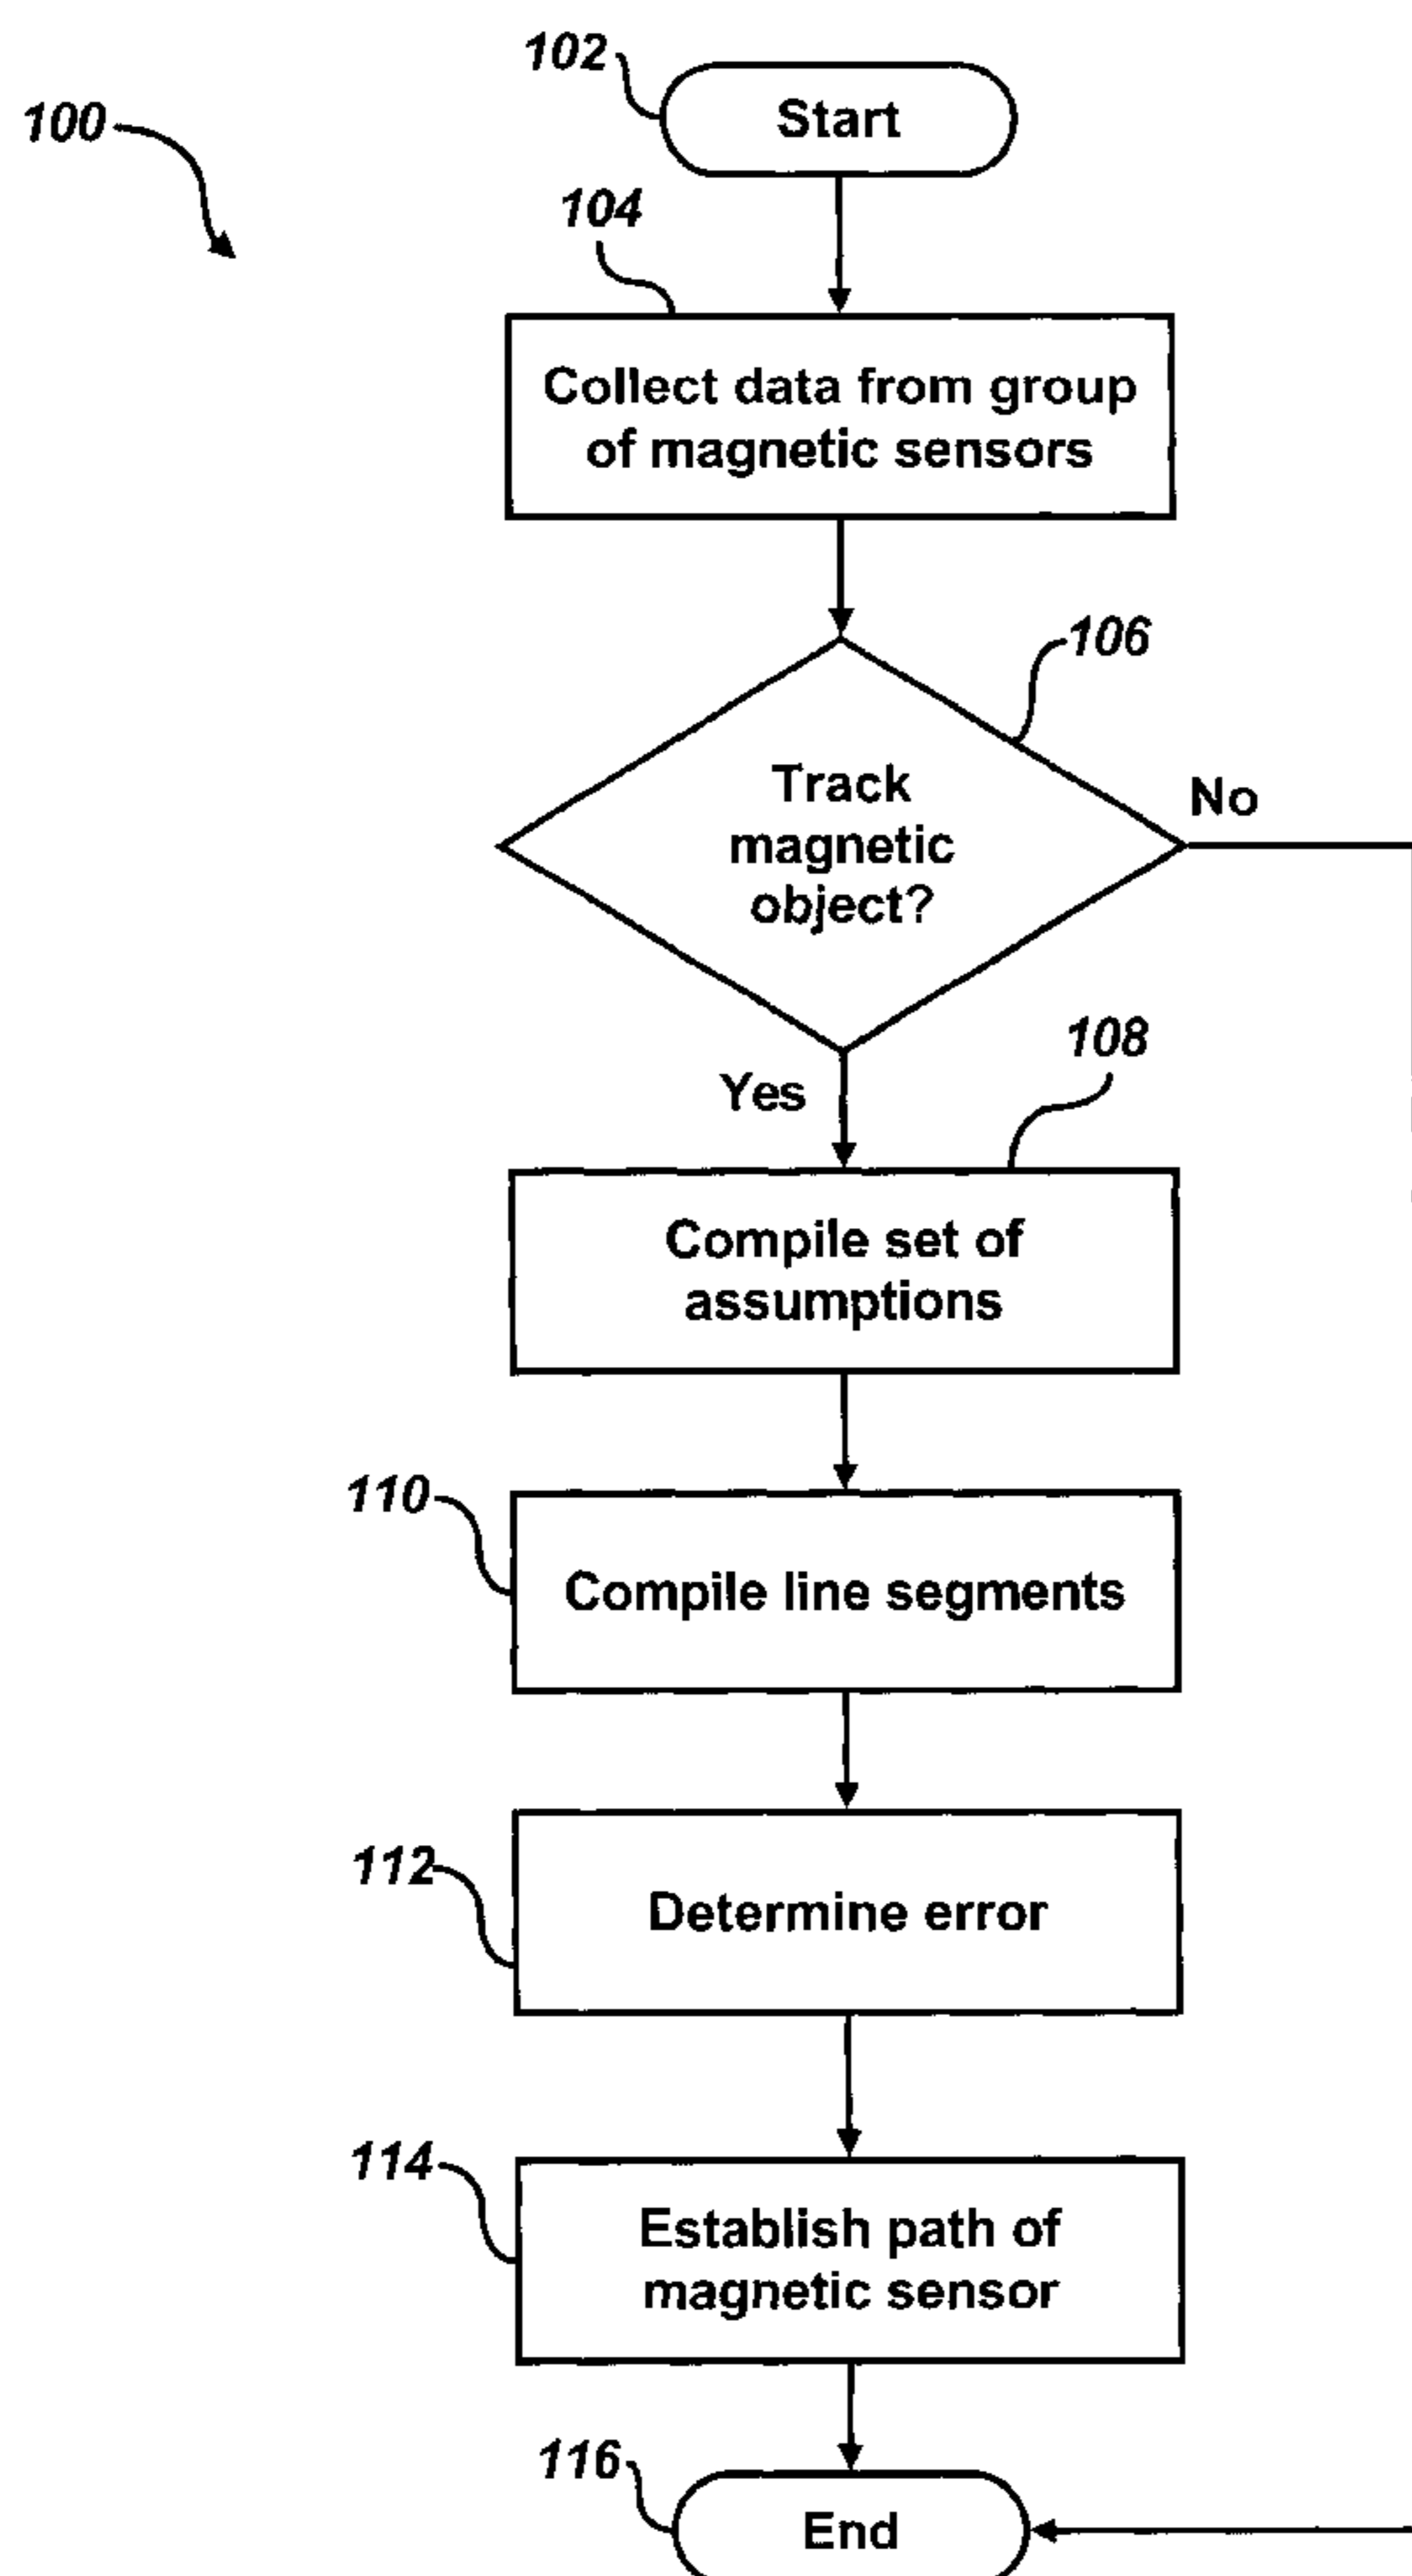 102
Start
100
104
Collect data from group
of magnetic sensors
106
Track
magnetic
object?
No
Yes
108
Compile set of
assumptions
110
Compile line segments
112
Determine error
114
Establish path of
magnetic sensor
116
End